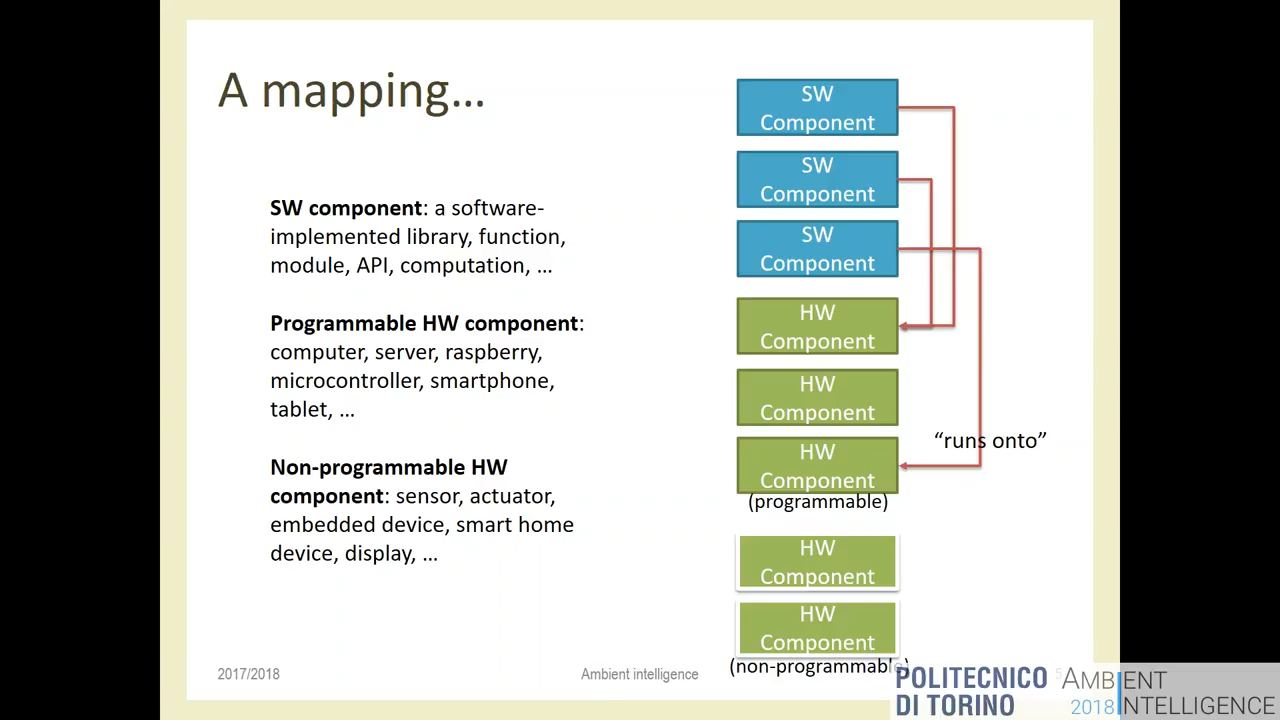 A mapping...
SW component: a software-
implemented library, function,
module, API, computation, ...
Programmable HW component:
computer, server, raspberry,
microcontroller, smartphone,
tablet, ...
Non-programmable HW
component: sensor, actuator,
embedded device, smart home
device, display, ...
SW
Component
SW
Component
SW
Component
HW
Component
HW
Component
HW
Component
(programmable)
“runs onto”
HW
Component
HW
Component
(non-programmable)
2017/2018
Ambient intelligence
POLITECNICO
DI TORINO
AMBIENT
2018 INTELLIGENCE